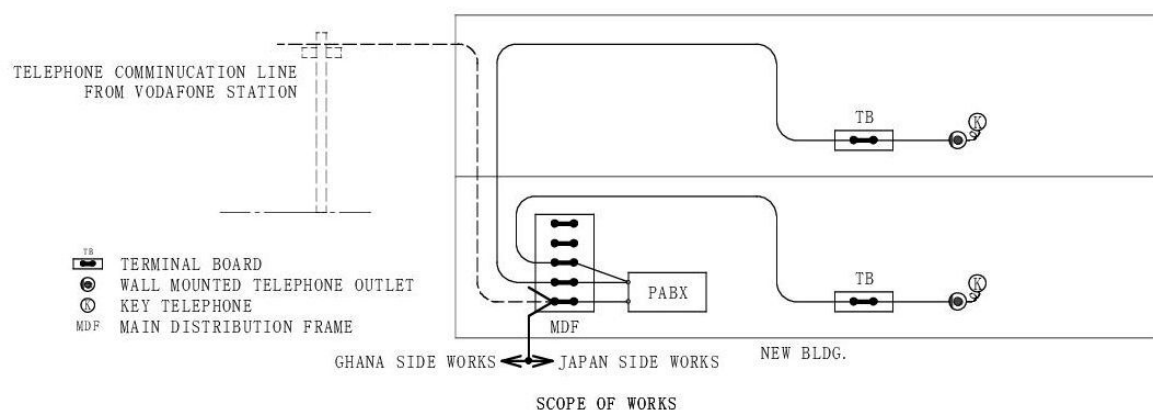 TELEPHONE COMMINUCATION LINE
FROM VODAFONE STATION
TB
K
TB TERMINAL BOARD
WALL MOUNTED TELEPHONE OUTLET
K KEY TELEPHONE
MDF MAIN DISTRIBUTION FRAME
PABX
MDF
TB
K
GHANA SIDE WORKS JAPAN SIDE WORKS
NEW BLDG.
SCOPE OF WORKS